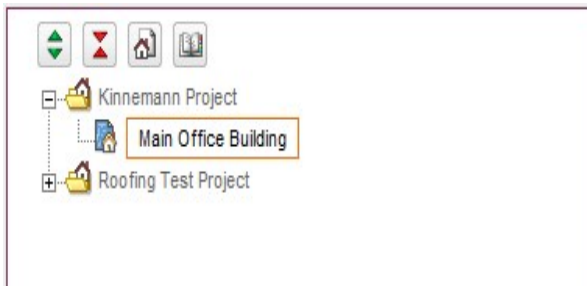 Kinnemann Project
Main Office Building
Roofing Test Project